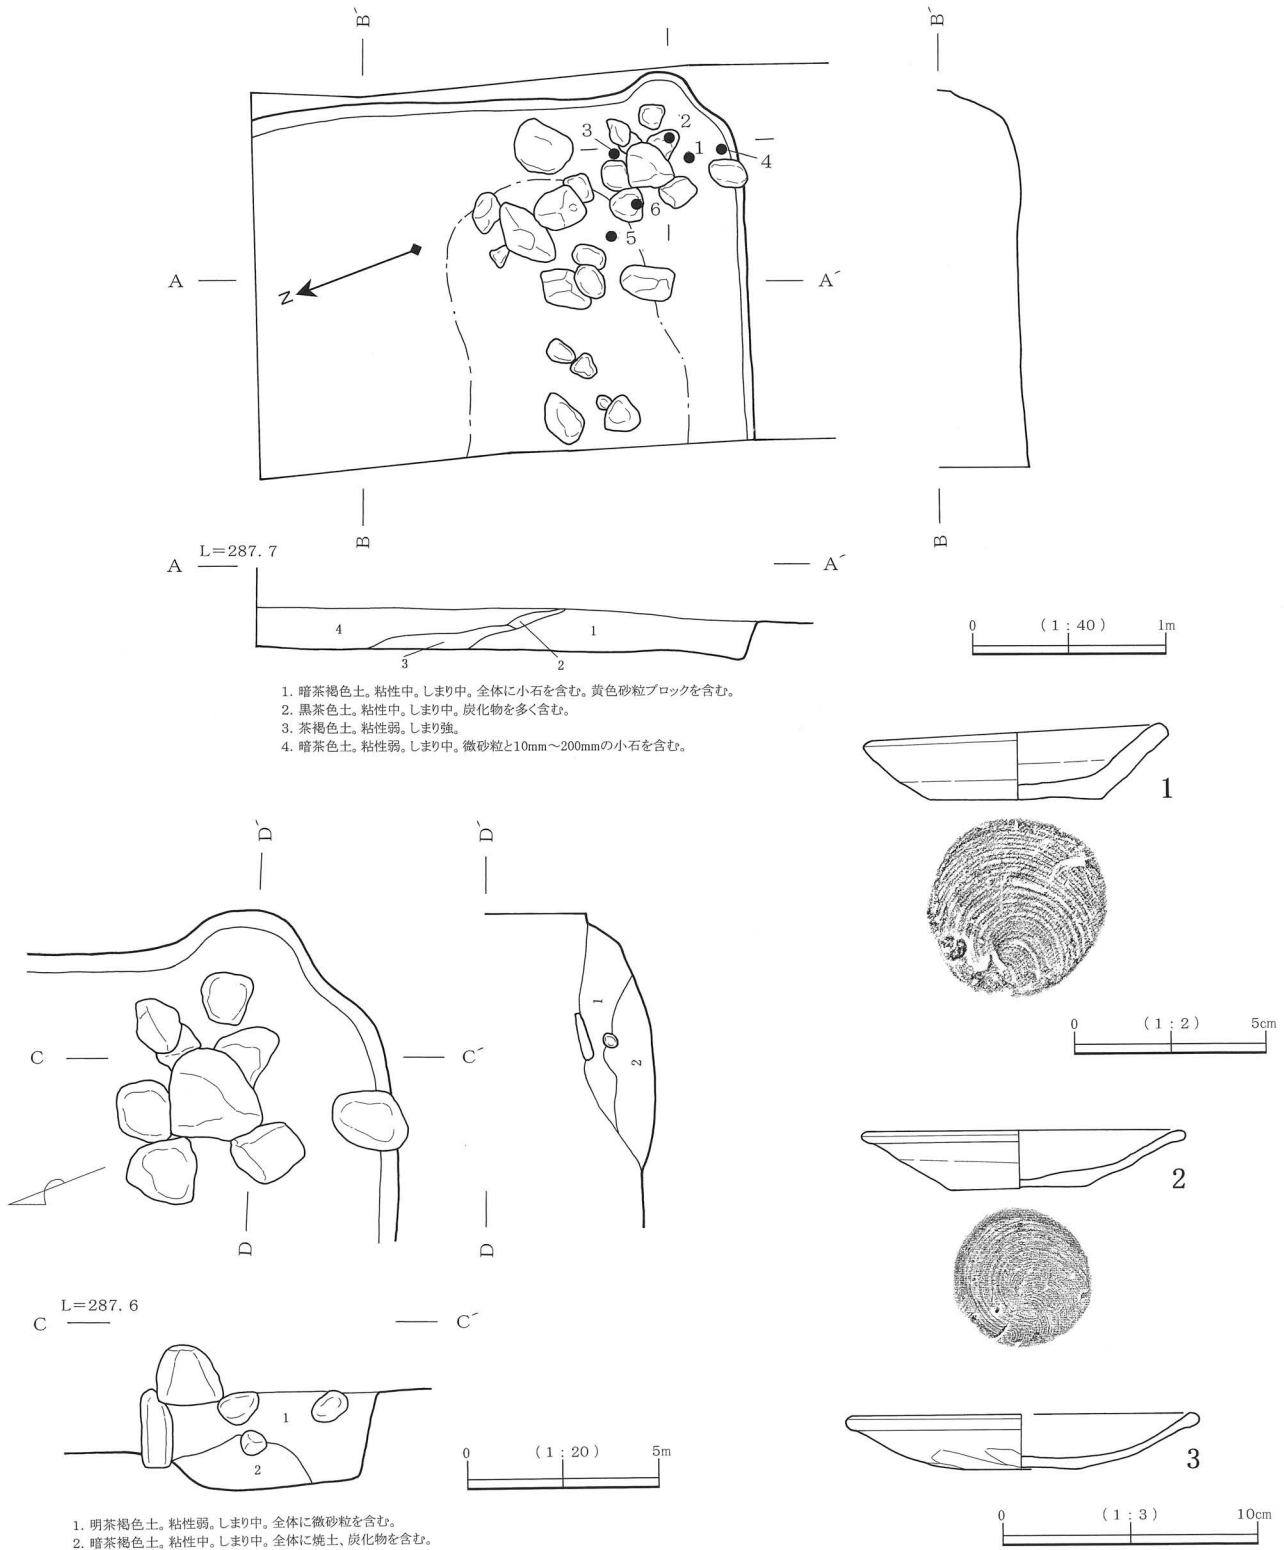 B´
B´
3
2
1
4
6
5
A
A´
N
B
B
L=287.7
A
A´
4
3
2
1
0 (1:40) 1m
1. 暗茶褐色土。粘性中。しまり中。全体に小石を含む。黄色砂粒ブロックを含む。
2. 黒茶色土。粘性中。しまり中。炭化物を多く含む。
3. 茶褐色土。粘性弱。しまり強。
4. 暗茶色土。粘性弱。しまり中。微砂粒と10mm〜200mmの小石を含む。
1
0 (1:2) 5cm
D´
D´
C
C´
1
2
D
D
2
L=287.6
C
C´
1
2
0 (1:20) 5m
3
0 (1:3) 10cm
1. 明茶褐色土。粘性弱。しまり中。全体に微砂粒を含む。
2. 暗茶褐色土。粘性中。しまり中。全体に焼土、炭化物を含む。